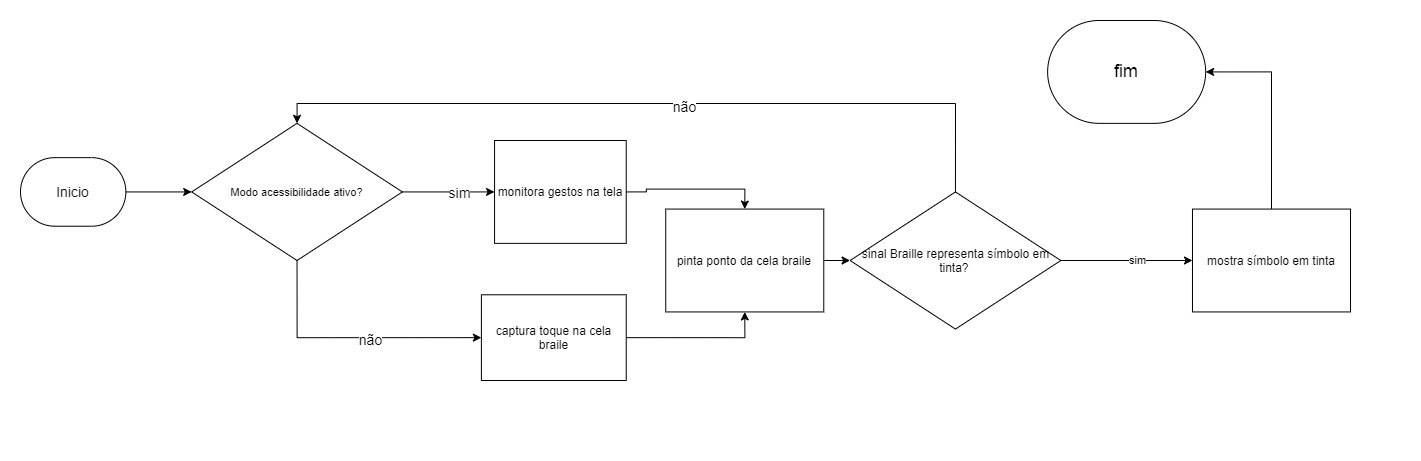 fim
não
Inicio
Modo acessibilidade ativo?
sim
monitora gestos na tela
pinta ponto da cela braile
sinal Braille representa símbolo em
tinta?
sim
mostra símbolo em tinta
não
captura toque na cela
braile